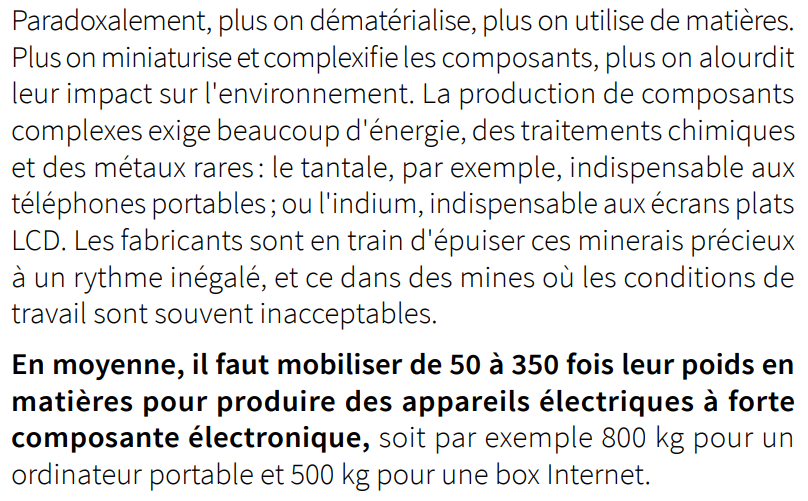 Paradoxalement, plus on dématérialise, plus on utilise de matières.
Plus on miniaturise et complexifie les composants, plus on alourdit
leur impact sur l'environnement. La production de composants
complexes exige beaucoup d'énergie, des traitements chimiques
et des métaux rares : le tantale, par exemple, indispensable aux
téléphones portables ; ou l'indium, indispensable aux écrans plats
LCD. Les fabricants sont en train d'épuiser ces minerais précieux
à un rythme inégalé, et ce dans des mines où les conditions de
travail sont souvent inacceptables.
En moyenne, il faut mobiliser de 50 à 350 fois leur poids en
matières pour produire des appareils électriques à forte
composante électronique, soit par exemple 800 kg pour un
ordinateur portable et 500 kg pour une box Internet.